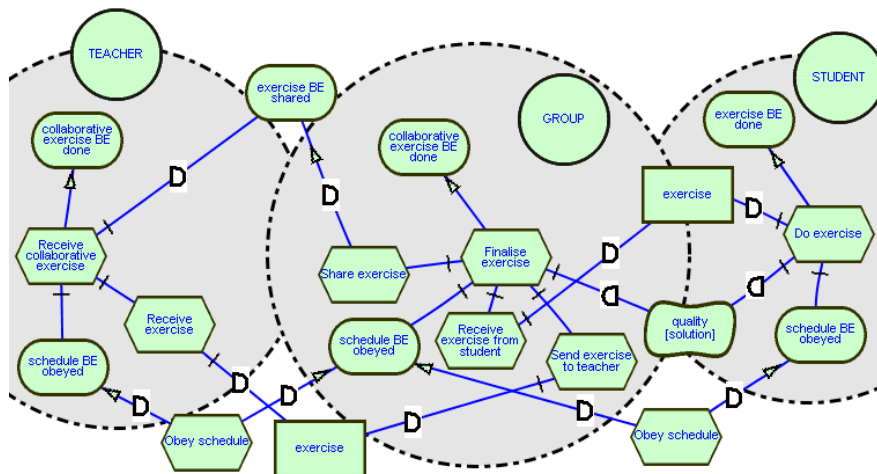 TEACHER
exercise BE
shared
GROUP
STUDENT
collaborative
exercise BE
done
collaborative
exercise BE
done
exercise BE
done
D
D
exercise
D
D
Receive
collaborative
exercise
Share exercise
Finalise
exercise
D
Do exercise
D
D
Receive
exercise
schedule BE
obeyed
Receive
exercise from
student
quality
[solution]
schedule BE
obeyed
schedule BE
obeyed
Send exercise
to teacher
D
D
D
D
D
D
Obey schedule
exercise
D
Obey schedule